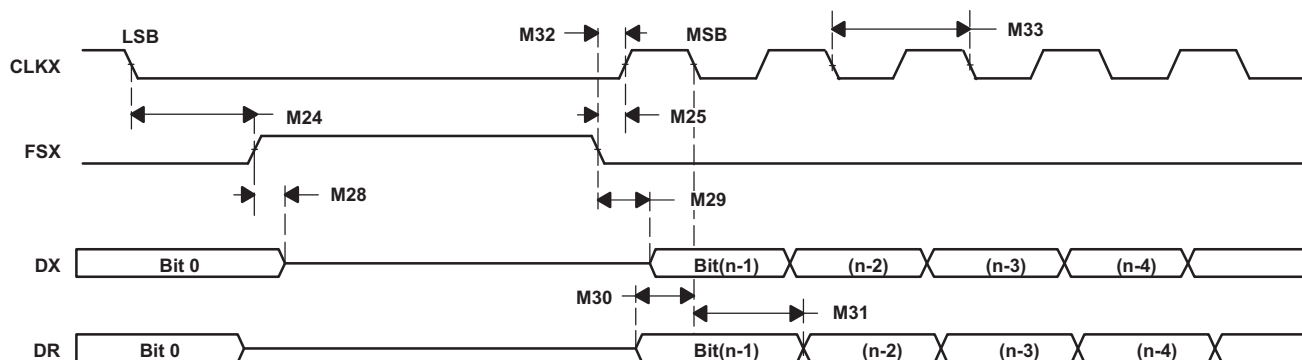 LSB
M32
MSB
M33
CLKX
M24
M25
FSX
M28
M29
DX Bit 0 Bit(n-1) (n-2) (n-3) (n-4)
M30
M31
DR Bit 0 Bit(n-1) (n-2) (n-3) (n-4)